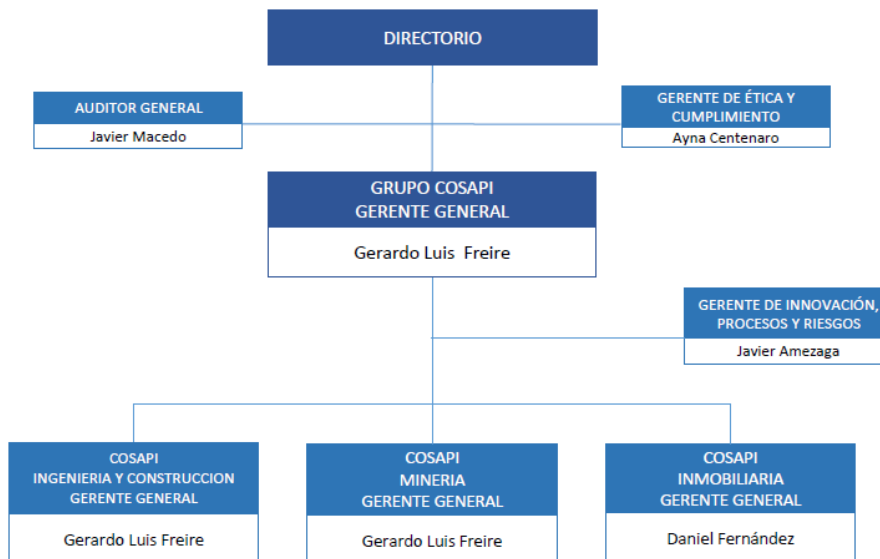 DIRECTORIO
AUDITOR GENERAL
Javier Macedo
GERENTE DE ÉTICA Y
CUMPLIMIENTO
Ayna Centenaro
GRUPO COSAPI
GERENTE GENERAL
Gerardo Luis Freire
GERENTE DE INNOVACIÓN,
PROCESOS Y RIESGOS
Javier Amezaga
COSAPI
INGENIERIA Y CONSTRUCCION
GERENTE GENERAL
Gerardo Luis Freire
COSAPI
MINERIA
GERENTE GENERAL
Gerardo Luis Freire
COSAPI
INMOBILIARIA
GERENTE GENERAL
Daniel Fernández